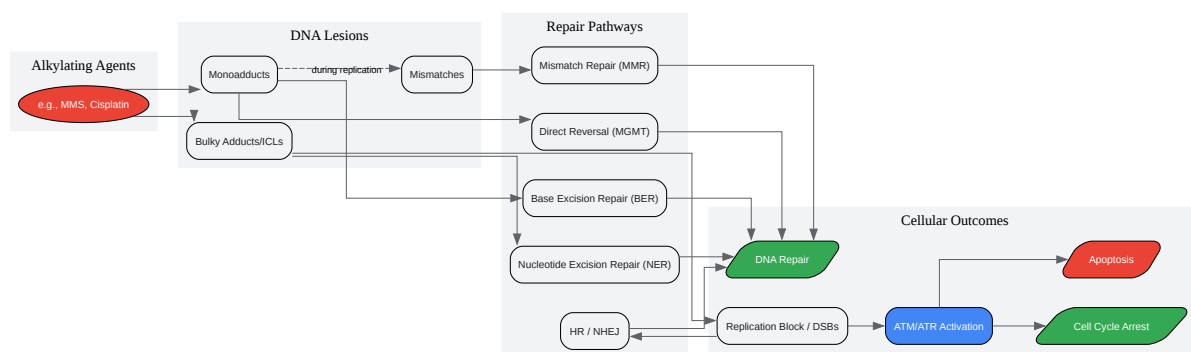 Alkylating Agents
e.g., MMS, Cisplatin
DNA Lesions
Monoadducts
during replication
Mismatches
Bulky Adducts/ICLs
Repair Pathways
Mismatch Repair (MMR)
Direct Reversal (MGMT)
Base Excision Repair (BER)
Nucleotide Excision Repair (NER)
HR / NHEJ
Cellular Outcomes
DNA Repair
Apoptosis
Replication Block / DSBs
ATM/ATR Activation
Cell Cycle Arrest